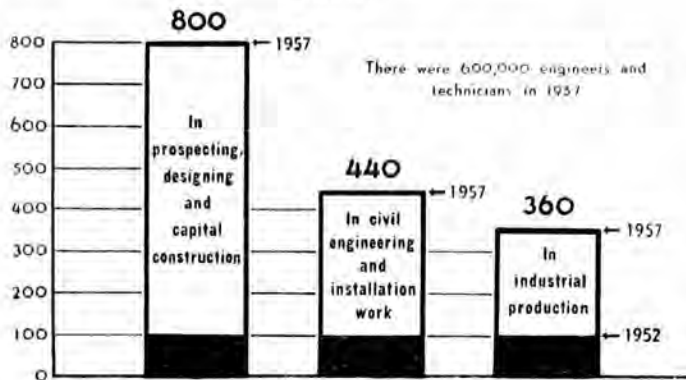 800
← 1957
There were 600,000 engineers and
technicians in 1957
800
700
600
500
400
300
200
100
0
In
prospecting,
designing
and
capital
construction
440
← 1957
In civil
engineering
and
installation
work
360
← 1957
In
industrial
production
← 1952